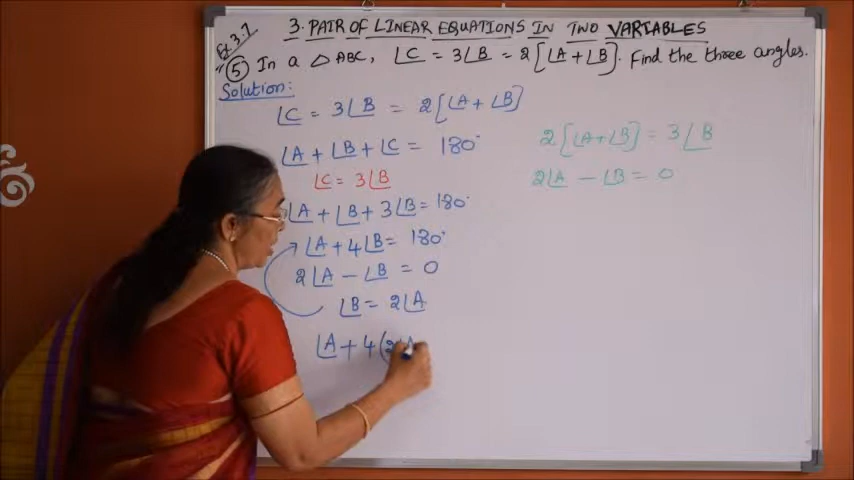 3. PAIR OF LINEAR EQUATIONS IN TWO VARIABLES
Ex 3.7
(5) In a △ ABC, ∠C = 3∠B = 2[∠A + ∠B]. Find the three angles.
Solution:
∠C = 3∠B = 2[∠A + ∠B]
∠A + ∠B + ∠C = 180°
∠C = 3∠B
∠A + ∠B + 3∠B = 180°
∠A + 4∠B = 180°
2∠A − ∠B = 0
∠B = 2∠A
∠A + 4(2∠A
2[∠A+∠B] = 3∠B
2∠A − ∠B = 0